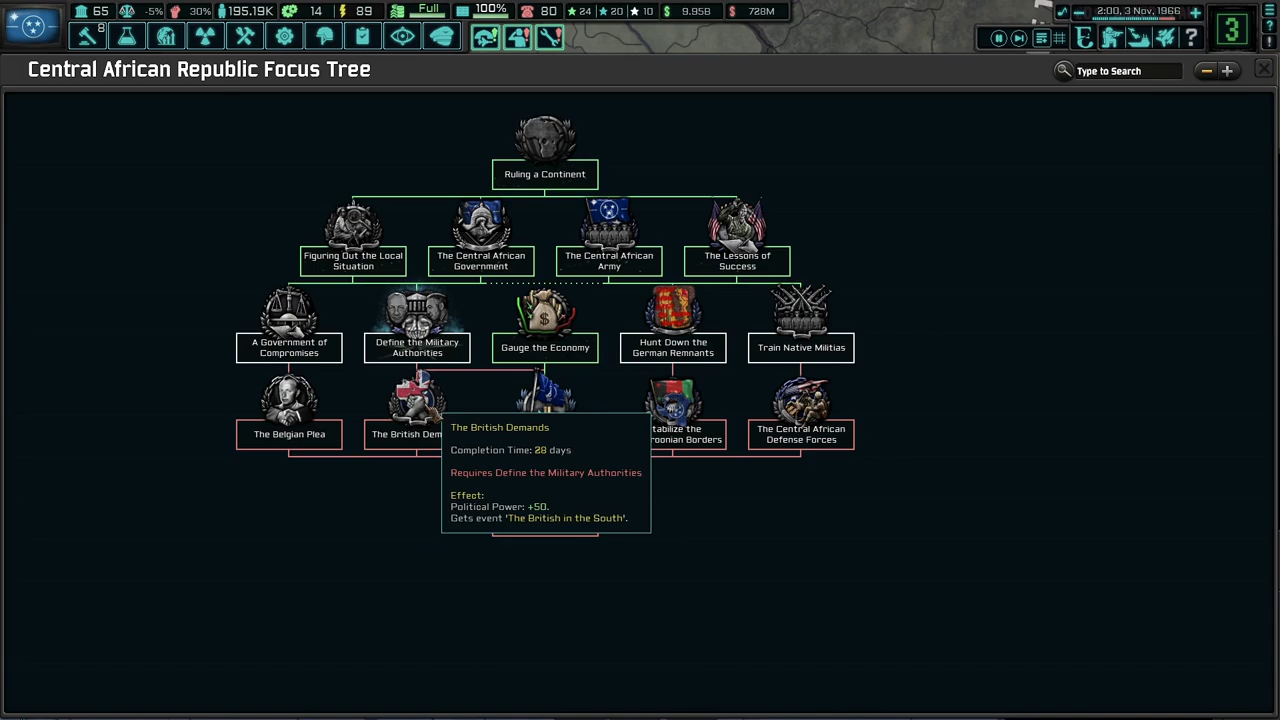 65 -5% 30% 195.19K 14 89 Full 100% 80 24 20 10 $ 9.95B $ 728M 2:00, 3 Nov, 1966
8
3
Central African Republic Focus Tree
Type to Search
Ruling a Continent
Figuring Out the Local
Situation
The Central African
Government
The Central African
Army
The Lessons of
Success
A Government of
Compromises
Define the Military
Authorities
Gauge the Economy
Hunt Down the
German Remnants
Train Native Militias
The Belgian Plea
The British Dem
tabilize the
roonian Borders
The Central African
Defense Forces
The British Demands
Completion Time: 28 days
Requires Define the Military Authorities
Effect:
Political Power: +50.
Gets event 'The British in the South'.